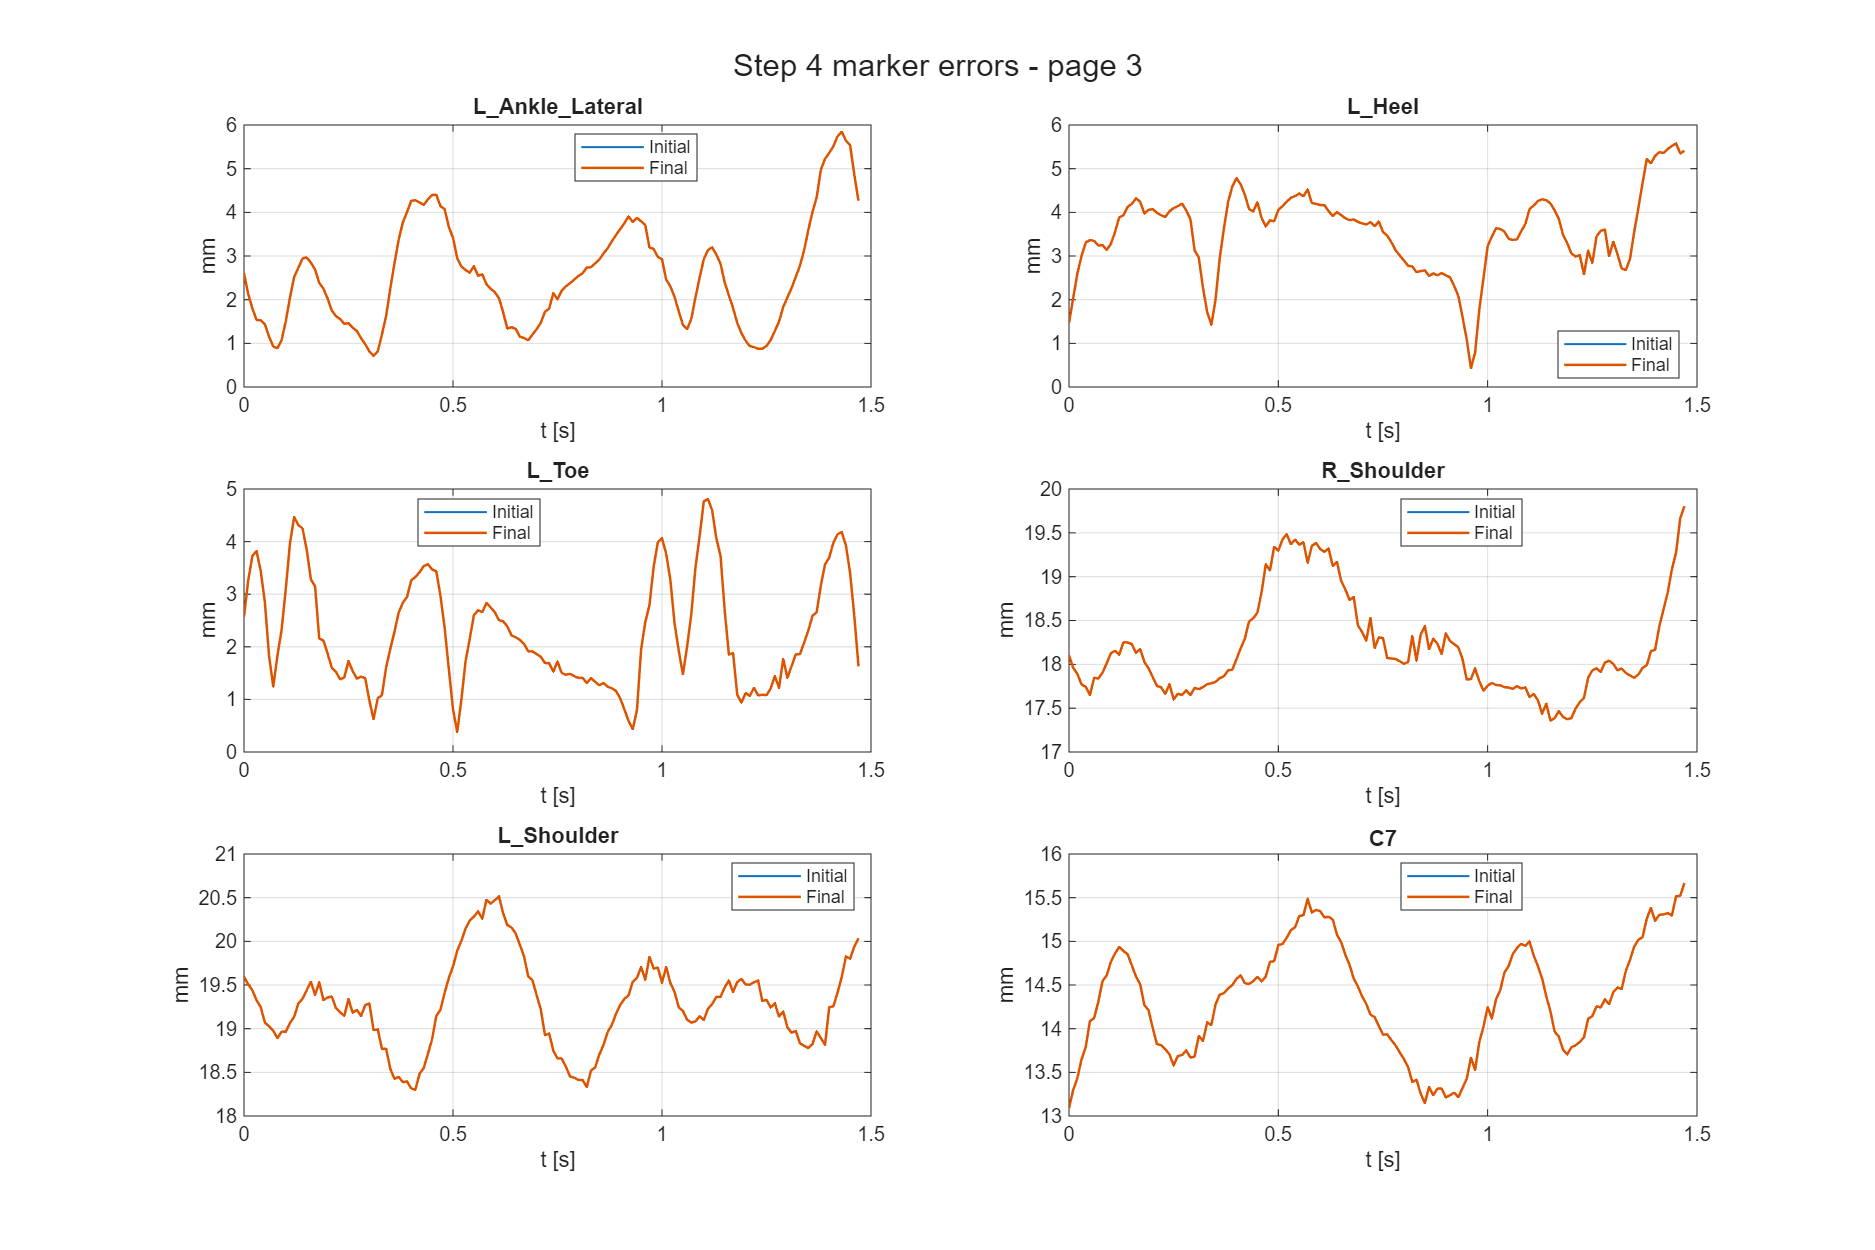 Step 4 marker errors - page 3
L_Ankle_Lateral
6
5
4
3
2
1
0
mm
Initial
Final
0
0.5
1
1.5
t [s]
L_Heel
6
5
4
3
2
1
0
mm
Initial
Final
0
0.5
1
1.5
t [s]
L_Toe
5
4
3
2
1
0
mm
Initial
Final
0
0.5
1
1.5
t [s]
R_Shoulder
20
19.5
19
18.5
18
17.5
17
mm
Initial
Final
0
0.5
1
1.5
t [s]
L_Shoulder
21
20.5
20
19.5
19
18.5
18
mm
Initial
Final
0
0.5
1
1.5
t [s]
C7
16
15.5
15
14.5
14
13.5
13
mm
Initial
Final
0
0.5
1
1.5
t [s]